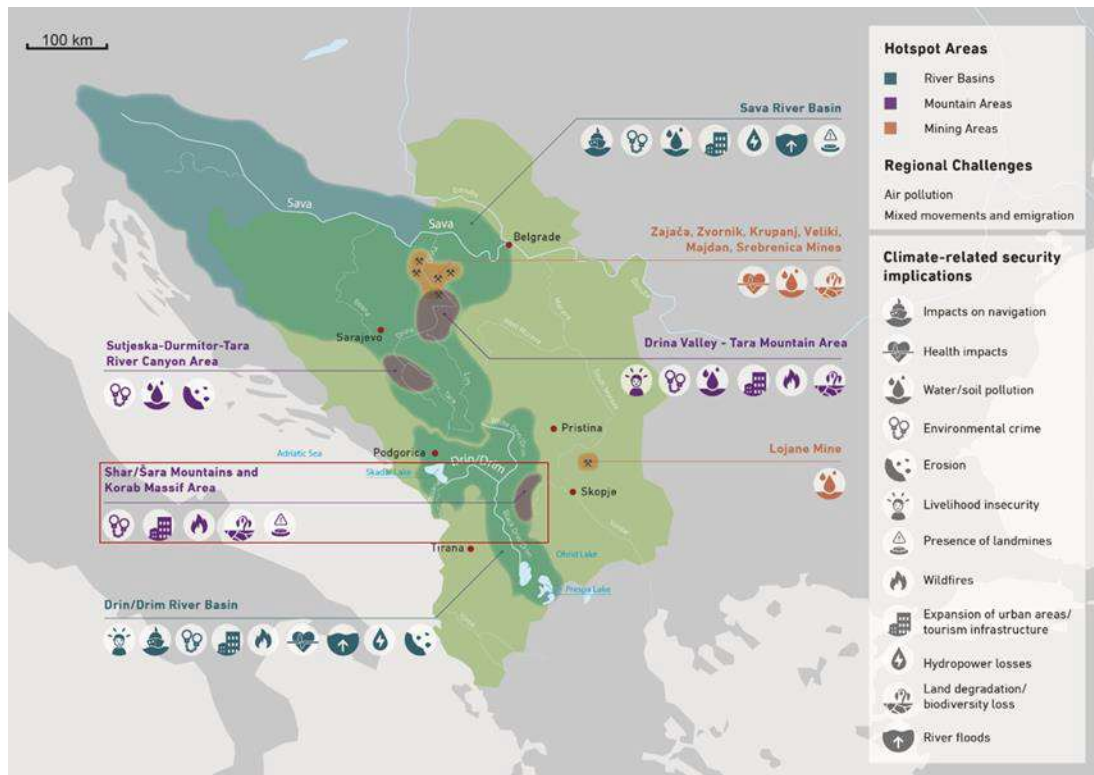 100 km
Sava River Basin
Sava
Sava
Belgrade
Zajača, Zvornik, Krupanj, Veliki,
Majdan, Srebrenica Mines
Sarajevo
Sutjeska-Durmitor-Tara
River Canyon Area
Drina Valley - Tara Mountain Area
Pristina
Podgorica
Adriatic Sea
Drin/Drim
Skadar Lake
Shar/Šara Mountains and
Korab Massif Area
Lojane Mine
Skopje
Tirana
Ohrid Lake
Prespa Lake
Drin/Drim River Basin
Hotspot Areas
River Basins
Mountain Areas
Mining Areas
Regional Challenges
Air pollution
Mixed movements and emigration
Climate-related security
implications
Impacts on navigation
Health impacts
Water/soil pollution
Environmental crime
Erosion
Livelihood insecurity
Presence of landmines
Wildfires
Expansion of urban areas/
tourism infrastructure
Hydropower losses
Land degradation/
biodiversity loss
River floods